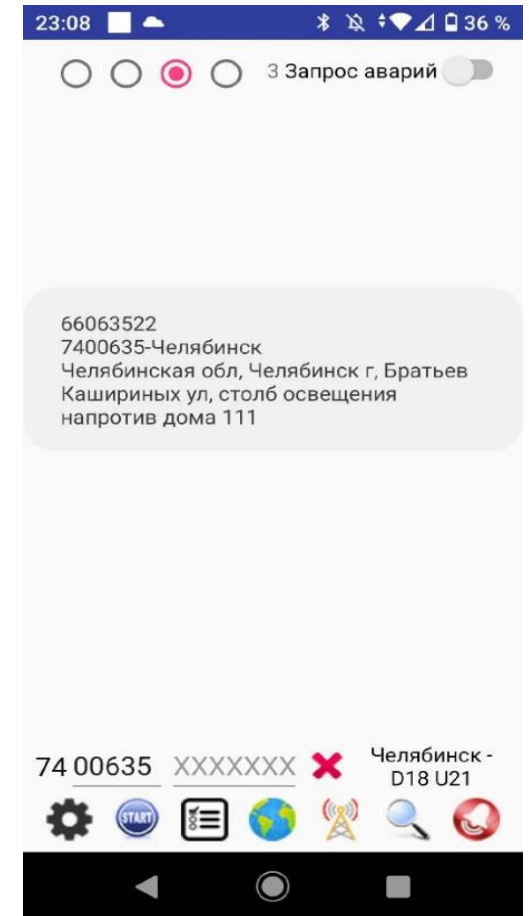 23:08 36 %
3 Запрос аварий
66063522
7400635-Челябинск
Челябинская обл, Челябинск г, Братьев
Кашириных ул, столб освещения
напротив дома 111
74 00635 XXXXXXX Челябинск -
D18 U21
START